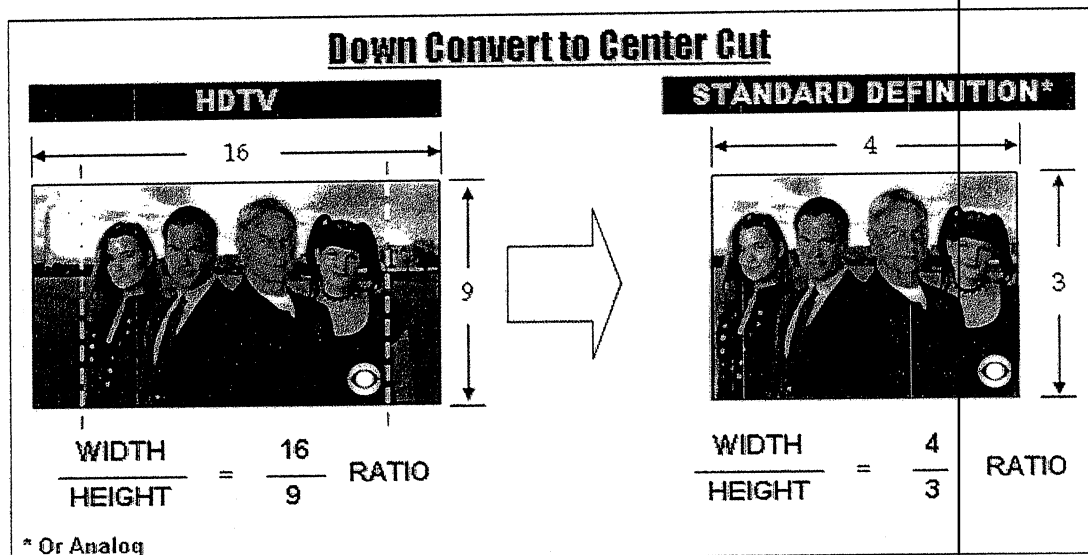 Down Convert to Center Cut
HDTV
STANDARD DEFINITION*
16
4
9
3
WIDTH
HEIGHT
=
16
9
RATIO
WIDTH
HEIGHT
=
4
3
RATIO
* Or Analog